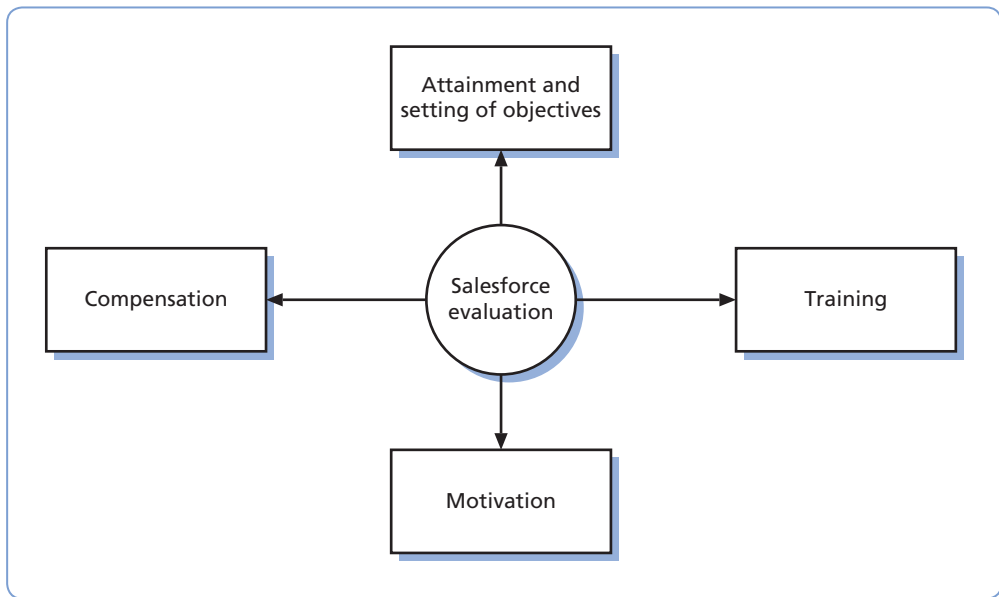 Attainment and
setting of objectives
Compensation
Salesforce
evaluation
Training
Motivation